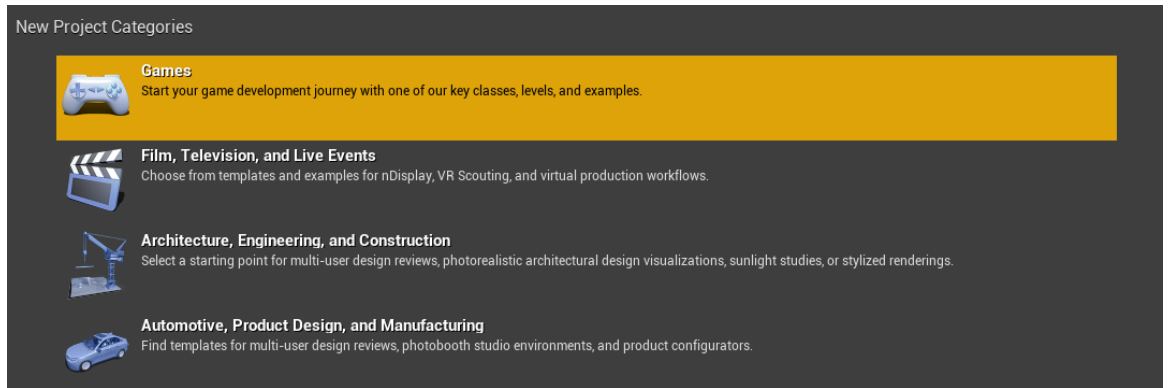 New Project Categories
Games
Start your game development journey with one of our key classes, levels, and examples.
Film, Television, and Live Events
Choose from templates and examples for nDisplay, VR Scouting, and virtual production workflows.
Architecture, Engineering, and Construction
Select a starting point for multi-user design reviews, photorealistic architectural design visualizations, sunlight studies, or stylized renderings.
Automotive, Product Design, and Manufacturing
Find templates for multi-user design reviews, photobooth studio environments, and product configurators.